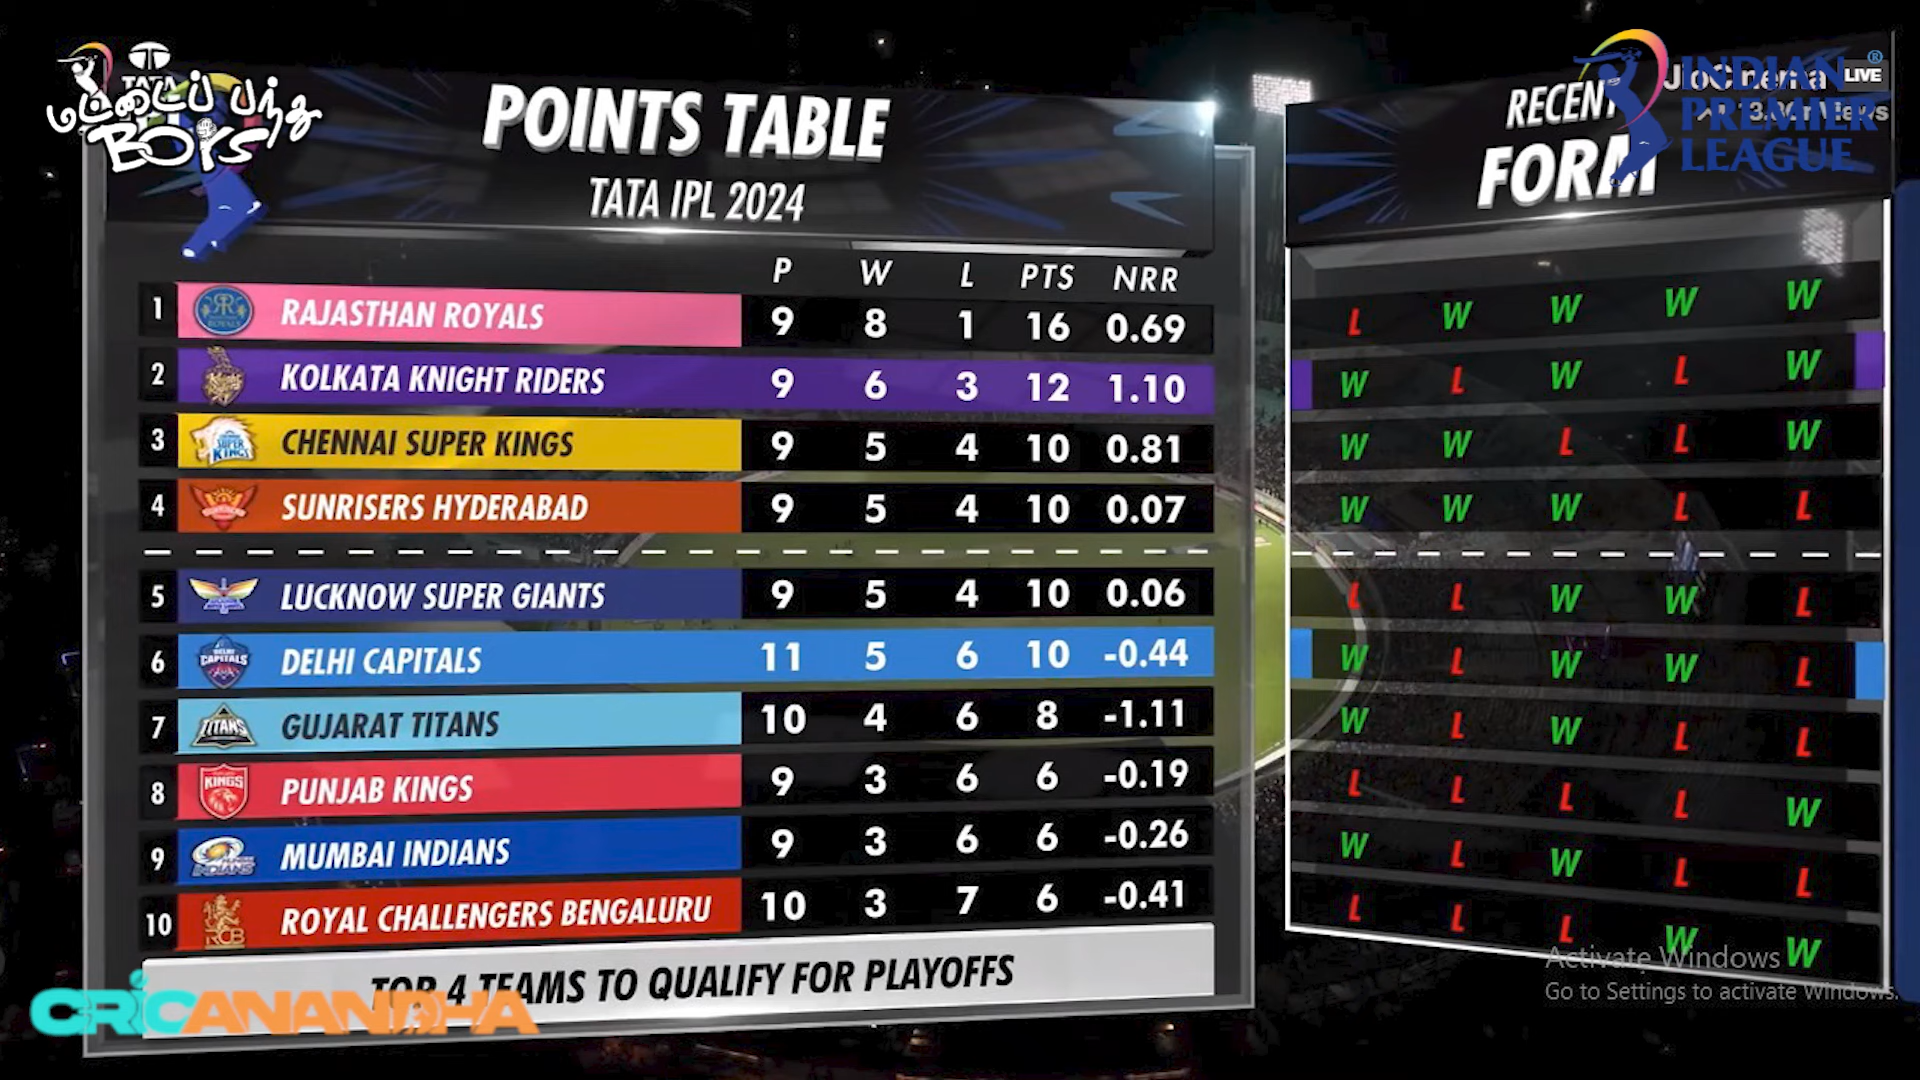 TATA
மட்டைப் பந்து
BOYS
POINTS TABLE
TATA IPL 2024
RECENT
FORM
JioCinema LIVE
INDIAN
PREMIER
LEAGUE
P W L PTS NRR
1 RAJASTHAN ROYALS 9 8 1 16 0.69 L W W W W
2 KOLKATA KNIGHT RIDERS 9 6 3 12 1.10 W L W L W
3 CHENNAI SUPER KINGS 9 5 4 10 0.81 W W L L W
4 SUNRISERS HYDERABAD 9 5 4 10 0.07 W W W L L
5 LUCKNOW SUPER GIANTS 9 5 4 10 0.06 L L W W L
6 DELHI CAPITALS 11 5 6 10 -0.44 W L W W L
7 GUJARAT TITANS 10 4 6 8 -1.11 W L W L L
8 PUNJAB KINGS 9 3 6 6 -0.19 L L L L W
9 MUMBAI INDIANS 9 3 6 6 -0.26 W L W L L
10 ROYAL CHALLENGERS BENGALURU 10 3 7 6 -0.41 L L L W W
TOP 4 TEAMS TO QUALIFY FOR PLAYOFFS
CRICANANDHA
Activate Windows
Go to Settings to activate Windows.